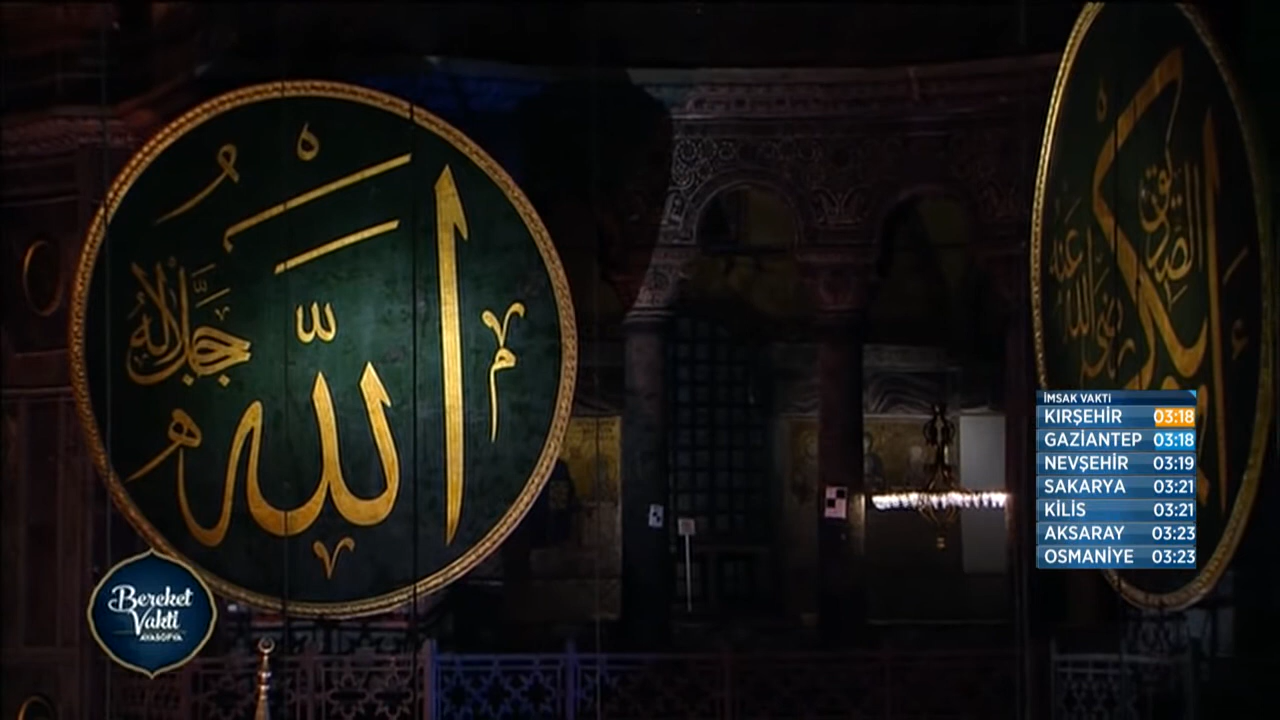 الله
جل جلاله
ابو بكر
الصديق
رضى الله عنه
İMSAK VAKTİ
KIRŞEHİR 03:18
GAZİANTEP 03:18
NEVŞEHİR 03:19
SAKARYA 03:21
KİLİS 03:21
AKSARAY 03:23
OSMANİYE 03:23
Bereket
Vakti
AYASOFYA